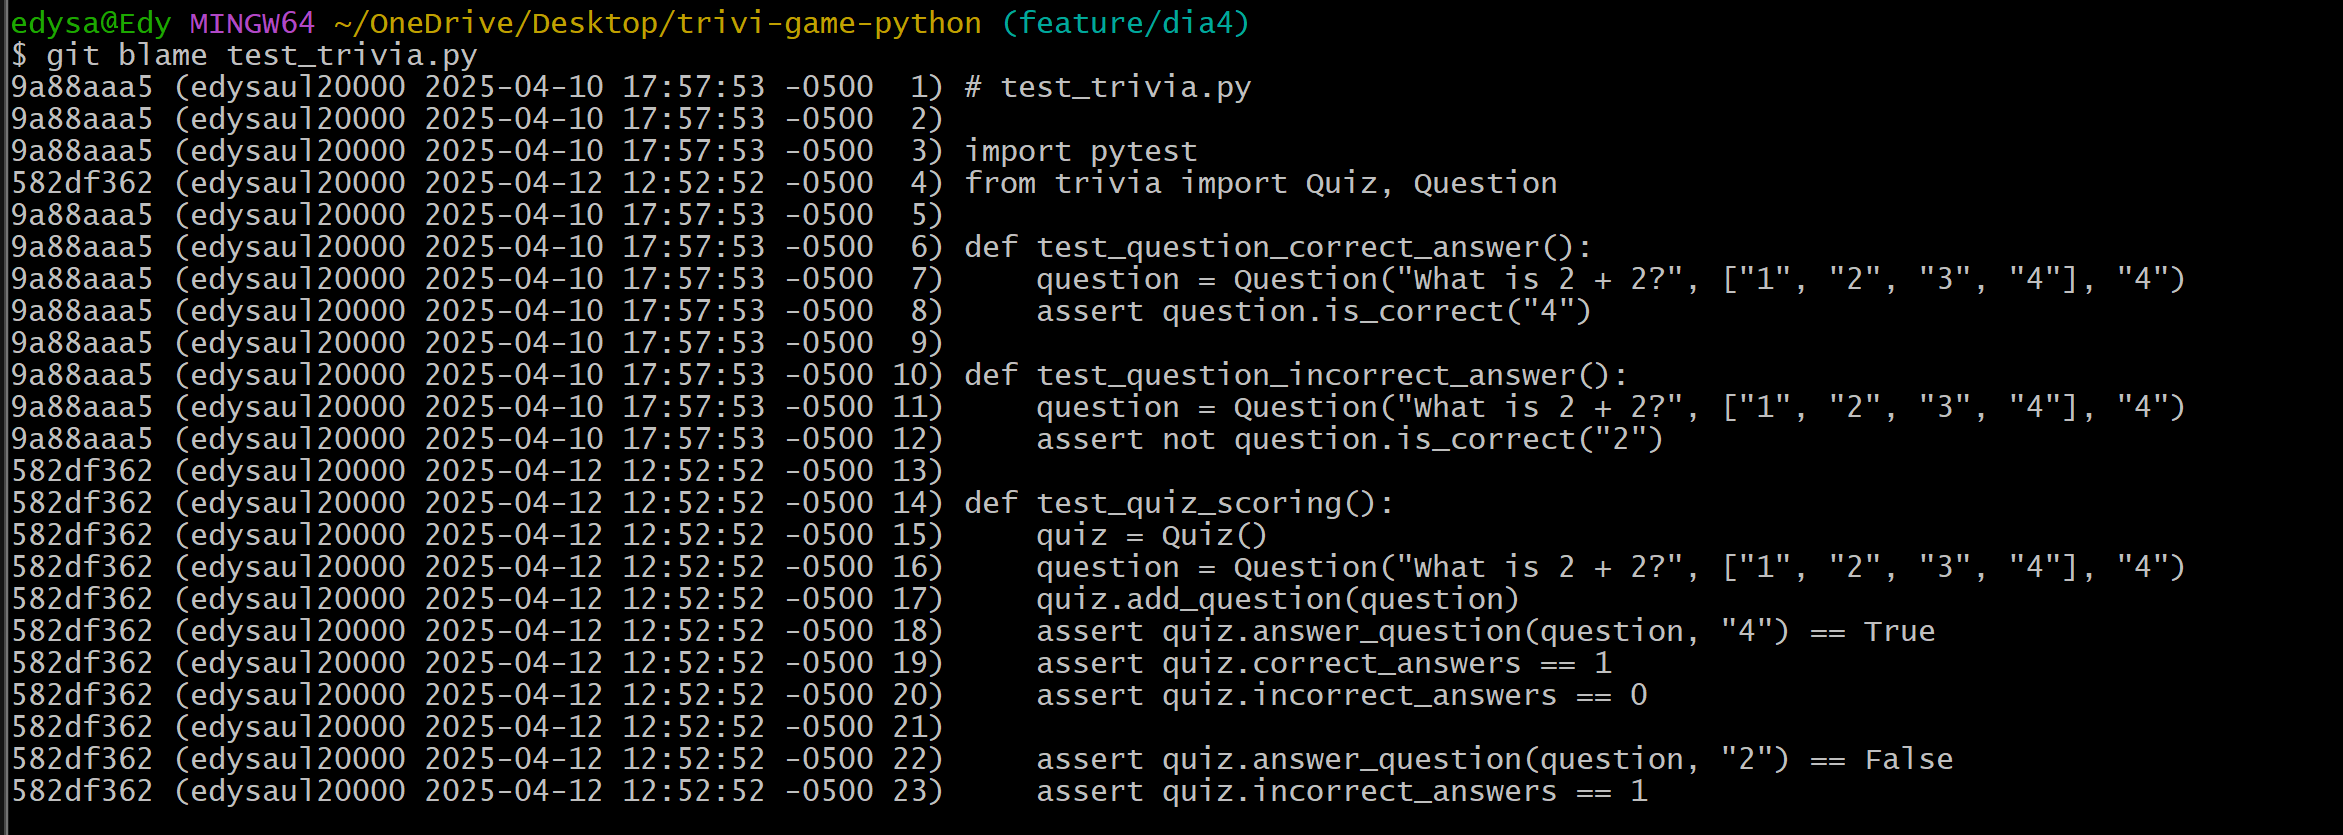 edysa@Edy MINGW64 ~/OneDrive/Desktop/trivi-game-python (feature/dia4)
$ git blame test_trivia.py
9a88aaa5 (edysaul20000 2025-04-10 17:57:53 -0500  1) # test_trivia.py
9a88aaa5 (edysaul20000 2025-04-10 17:57:53 -0500  2)
9a88aaa5 (edysaul20000 2025-04-10 17:57:53 -0500  3) import pytest
582df362 (edysaul20000 2025-04-12 12:52:52 -0500  4) from trivia import Quiz, Question
9a88aaa5 (edysaul20000 2025-04-10 17:57:53 -0500  5)
9a88aaa5 (edysaul20000 2025-04-10 17:57:53 -0500  6) def test_question_correct_answer():
9a88aaa5 (edysaul20000 2025-04-10 17:57:53 -0500  7)     question = Question("What is 2 + 2?", ["1", "2", "3", "4"], "4")
9a88aaa5 (edysaul20000 2025-04-10 17:57:53 -0500  8)     assert question.is_correct("4")
9a88aaa5 (edysaul20000 2025-04-10 17:57:53 -0500  9)
9a88aaa5 (edysaul20000 2025-04-10 17:57:53 -0500 10) def test_question_incorrect_answer():
9a88aaa5 (edysaul20000 2025-04-10 17:57:53 -0500 11)     question = Question("What is 2 + 2?", ["1", "2", "3", "4"], "4")
9a88aaa5 (edysaul20000 2025-04-10 17:57:53 -0500 12)     assert not question.is_correct("2")
582df362 (edysaul20000 2025-04-12 12:52:52 -0500 13)
582df362 (edysaul20000 2025-04-12 12:52:52 -0500 14) def test_quiz_scoring():
582df362 (edysaul20000 2025-04-12 12:52:52 -0500 15)     quiz = Quiz()
582df362 (edysaul20000 2025-04-12 12:52:52 -0500 16)     question = Question("What is 2 + 2?", ["1", "2", "3", "4"], "4")
582df362 (edysaul20000 2025-04-12 12:52:52 -0500 17)     quiz.add_question(question)
582df362 (edysaul20000 2025-04-12 12:52:52 -0500 18)     assert quiz.answer_question(question, "4") == True
582df362 (edysaul20000 2025-04-12 12:52:52 -0500 19)     assert quiz.correct_answers == 1
582df362 (edysaul20000 2025-04-12 12:52:52 -0500 20)     assert quiz.incorrect_answers == 0
582df362 (edysaul20000 2025-04-12 12:52:52 -0500 21)
582df362 (edysaul20000 2025-04-12 12:52:52 -0500 22)     assert quiz.answer_question(question, "2") == False
582df362 (edysaul20000 2025-04-12 12:52:52 -0500 23)     assert quiz.incorrect_answers == 1